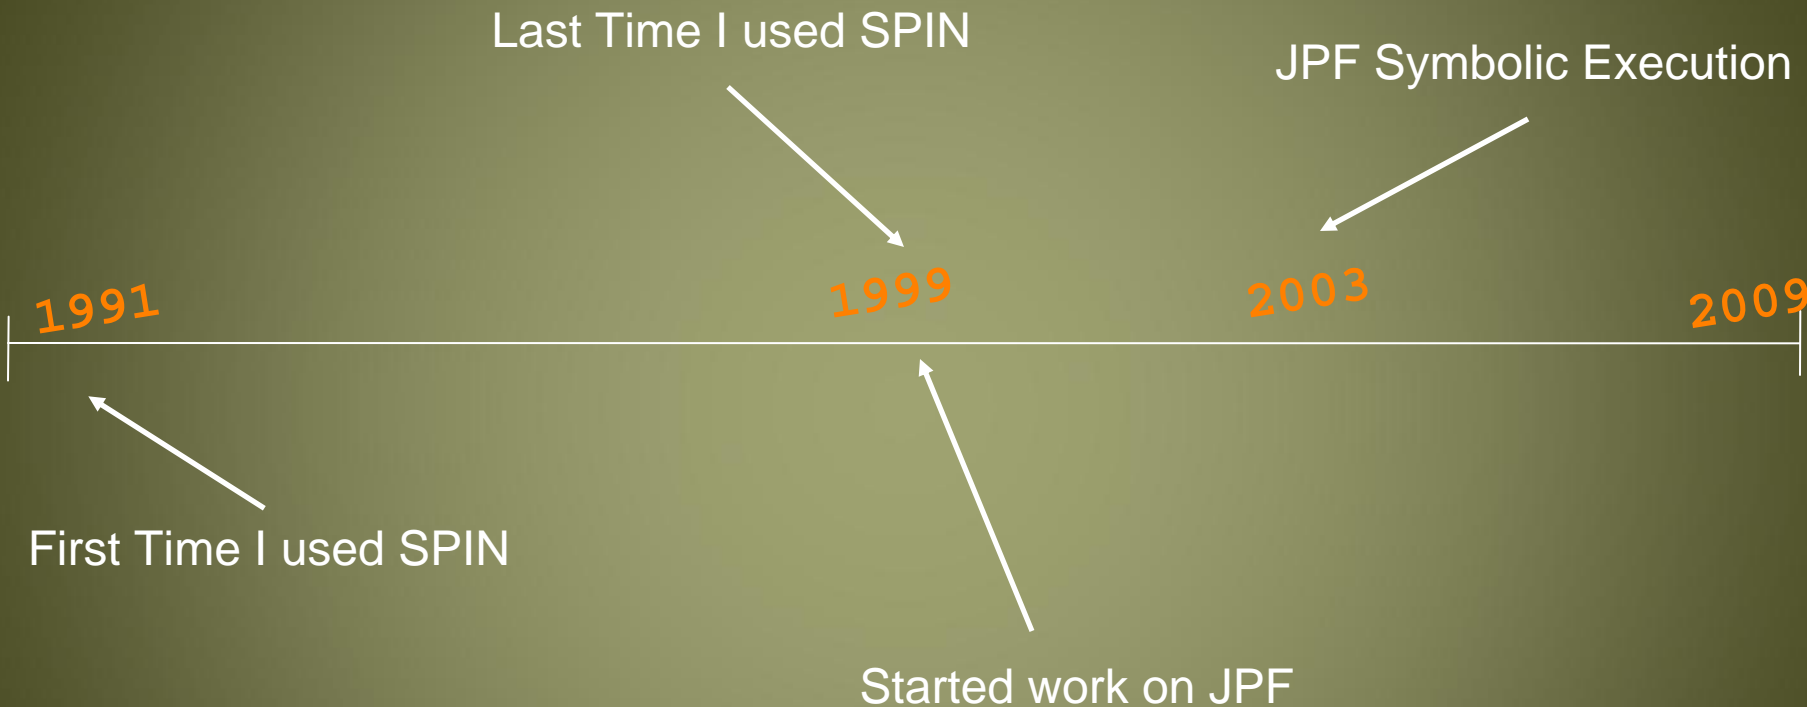 Last Time I used SPIN
JPF Symbolic Execution
1991
1999
2003
2009
First Time I used SPIN
Started work on JPF